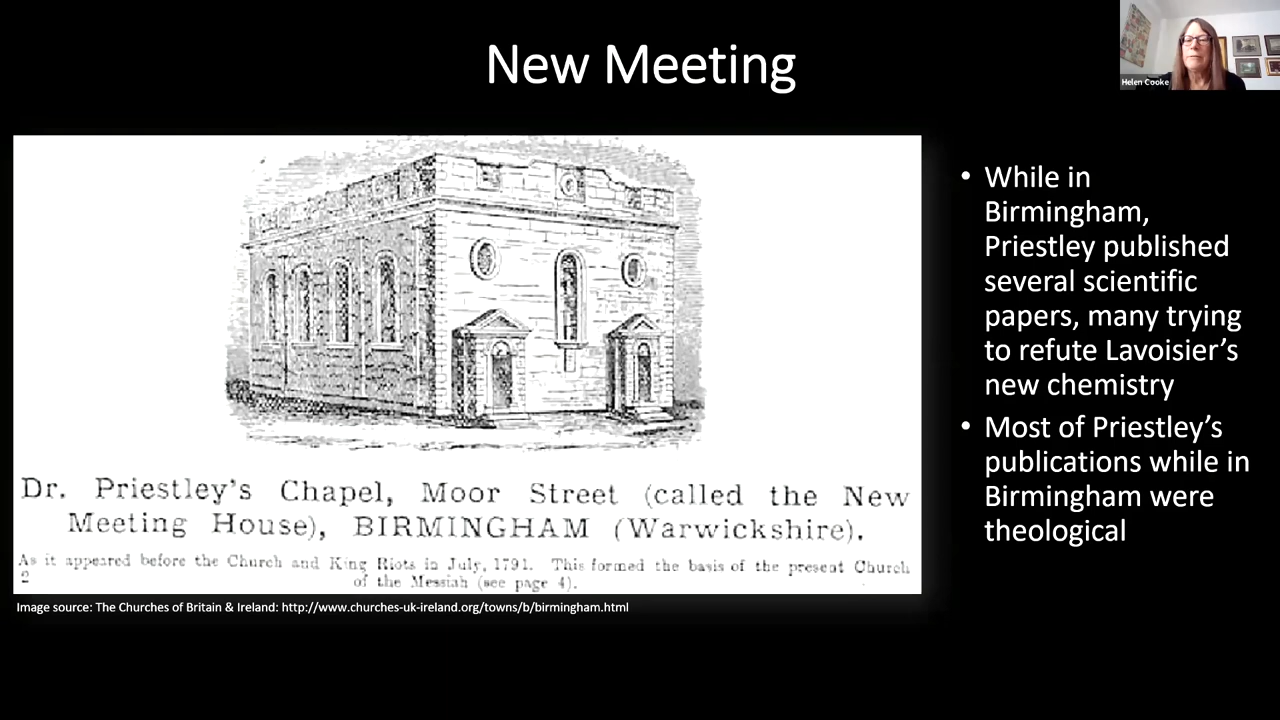 New Meeting
Helen Cooke
Dr. Priestley's Chapel, Moor Street (called the New
Meeting House), BIRMINGHAM (Warwickshire).
As it appeared before the Church and King Riots in July, 1791. This formed the basis of the present Church
2
of the Messiah (see page 4).
Image source: The Churches of Britain & Ireland: http://www.churches-uk-ireland.org/towns/b/birmingham.html
• While in
Birmingham,
Priestley published
several scientific
papers, many trying
to refute Lavoisier’s
new chemistry
• Most of Priestley’s
publications while in
Birmingham were
theological